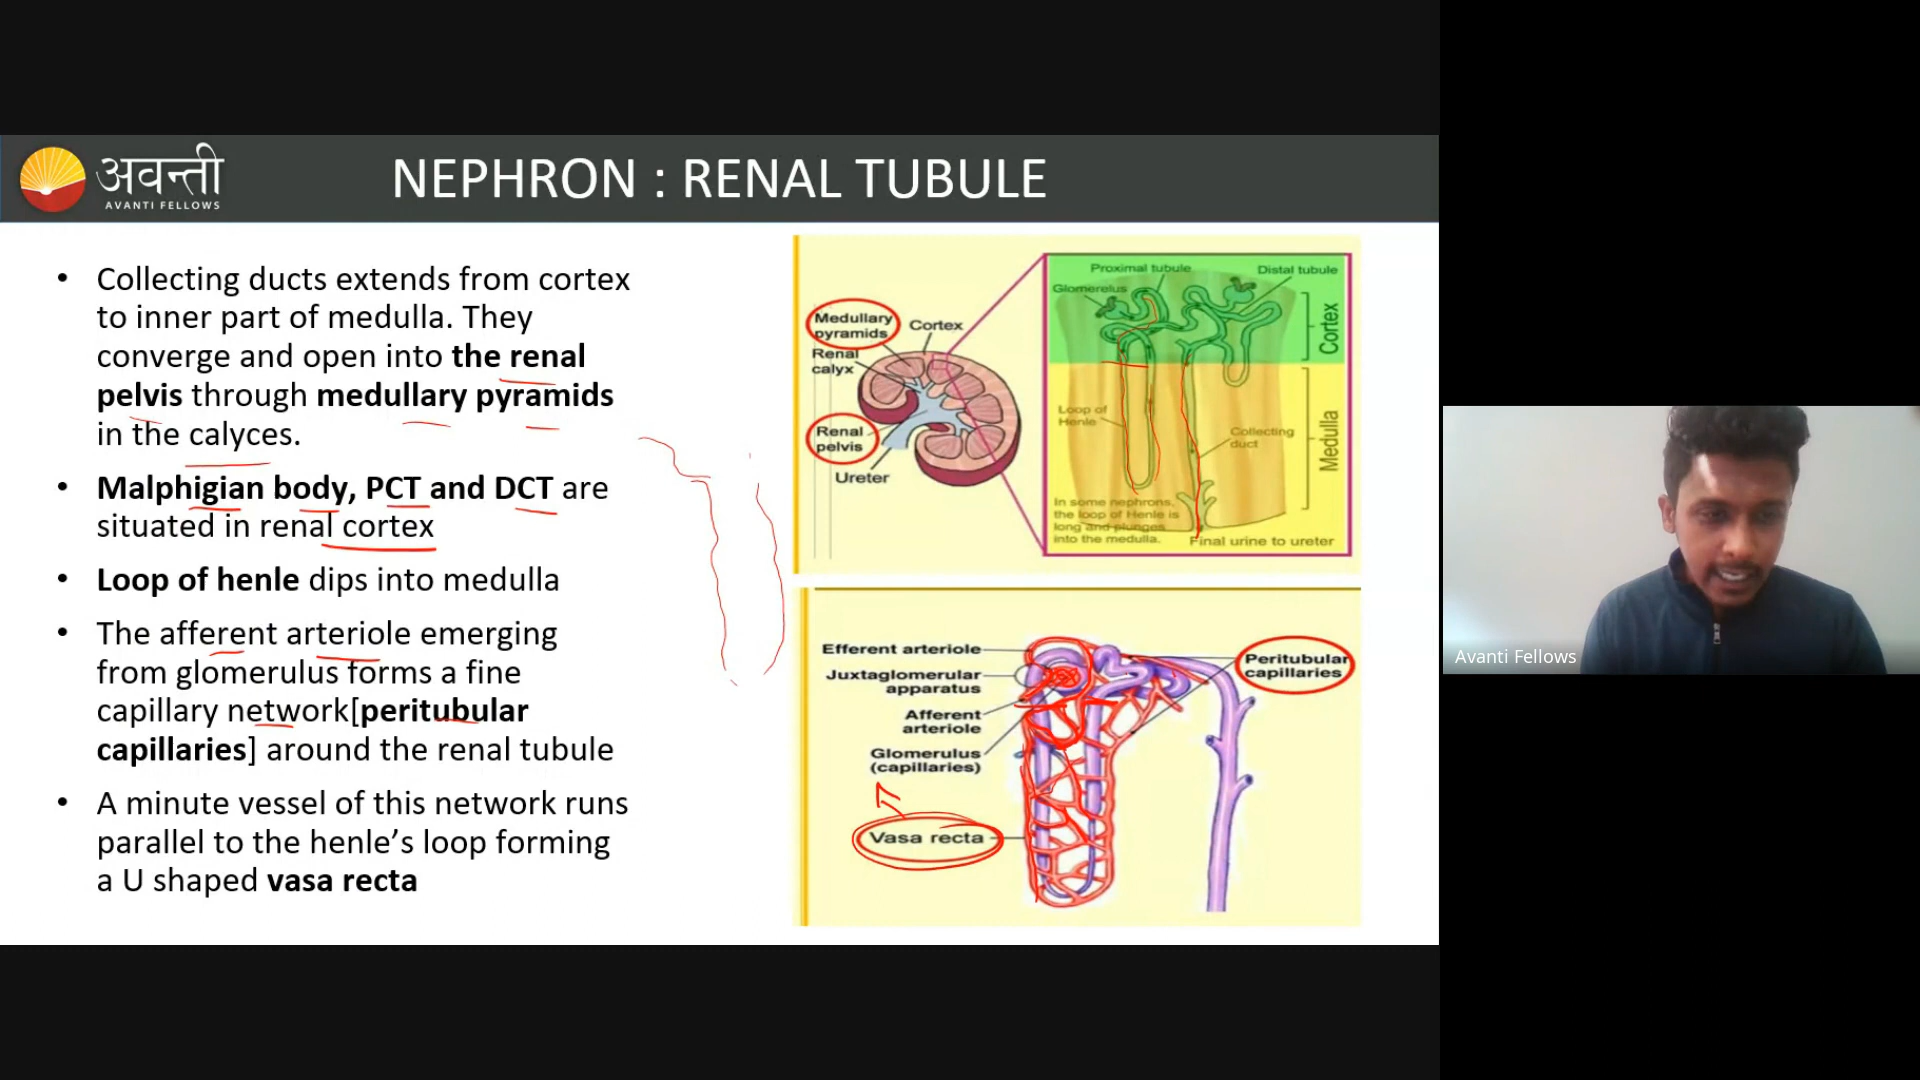 अवन्ती
AVANTI FELLOWS
NEPHRON : RENAL TUBULE
• Collecting ducts extends from cortex
to inner part of medulla. They
converge and open into the renal
pelvis through medullary pyramids
in the calyces.
• Malphigian body, PCT and DCT are
situated in renal cortex
• Loop of henle dips into medulla
• The afferent arteriole emerging
from glomerulus forms a fine
capillary network[peritubular
capillaries] around the renal tubule
• A minute vessel of this network runs
parallel to the henle’s loop forming
a U shaped vasa recta
Medullary
pyramids
Cortex
Renal
calyx
Renal
pelvis
Ureter
Proximal tubule
Distal tubule
Glomerelus
Cortex
Loop of
Henle
Collecting
duct
Medulla
In some nephrons,
the loop of Henle is
long and plunges
into the medulla.
Final urine to ureter
Efferent arteriole
Juxtaglomerular
apparatus
Afferent
arteriole
Glomerulus
(capillaries)
Vasa recta
Peritubular
capillaries
Avanti Fellows